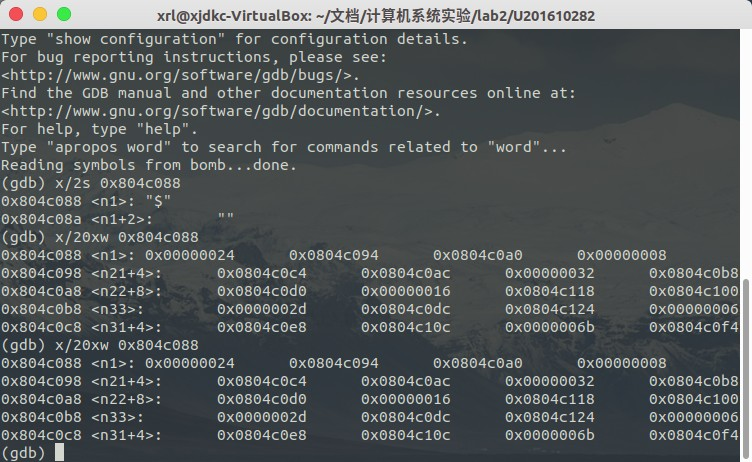 xrl@xjdkc-VirtualBox: ~/文档/计算机系统实验/lab2/U201610282
Type "show configuration" for configuration details.
For bug reporting instructions, please see:
<http://www.gnu.org/software/gdb/bugs/>.
Find the GDB manual and other documentation resources online at:
<http://www.gnu.org/software/gdb/documentation/>.
For help, type "help".
Type "apropos word" to search for commands related to "word"...
Reading symbols from bomb...done.
(gdb) x/2s 0x804c088
0x804c088 <n1>: "$"
0x804c08a <n1+2>:       ""
(gdb) x/20xw 0x804c088
0x804c088 <n1>: 0x00000024      0x0804c094      0x0804c0a0      0x00000008
0x804c098 <n21+4>:      0x0804c0c4      0x0804c0ac      0x00000032      0x0804c0b8
0x804c0a8 <n22+8>:      0x0804c0d0      0x00000016      0x0804c118      0x0804c100
0x804c0b8 <n33>:        0x0000002d      0x0804c0dc      0x0804c124      0x00000006
0x804c0c8 <n31+4>:      0x0804c0e8      0x0804c10c      0x0000006b      0x0804c0f4
(gdb) x/20xw 0x804c088
0x804c088 <n1>: 0x00000024      0x0804c094      0x0804c0a0      0x00000008
0x804c098 <n21+4>:      0x0804c0c4      0x0804c0ac      0x00000032      0x0804c0b8
0x804c0a8 <n22+8>:      0x0804c0d0      0x00000016      0x0804c118      0x0804c100
0x804c0b8 <n33>:        0x0000002d      0x0804c0dc      0x0804c124      0x00000006
0x804c0c8 <n31+4>:      0x0804c0e8      0x0804c10c      0x0000006b      0x0804c0f4
(gdb)